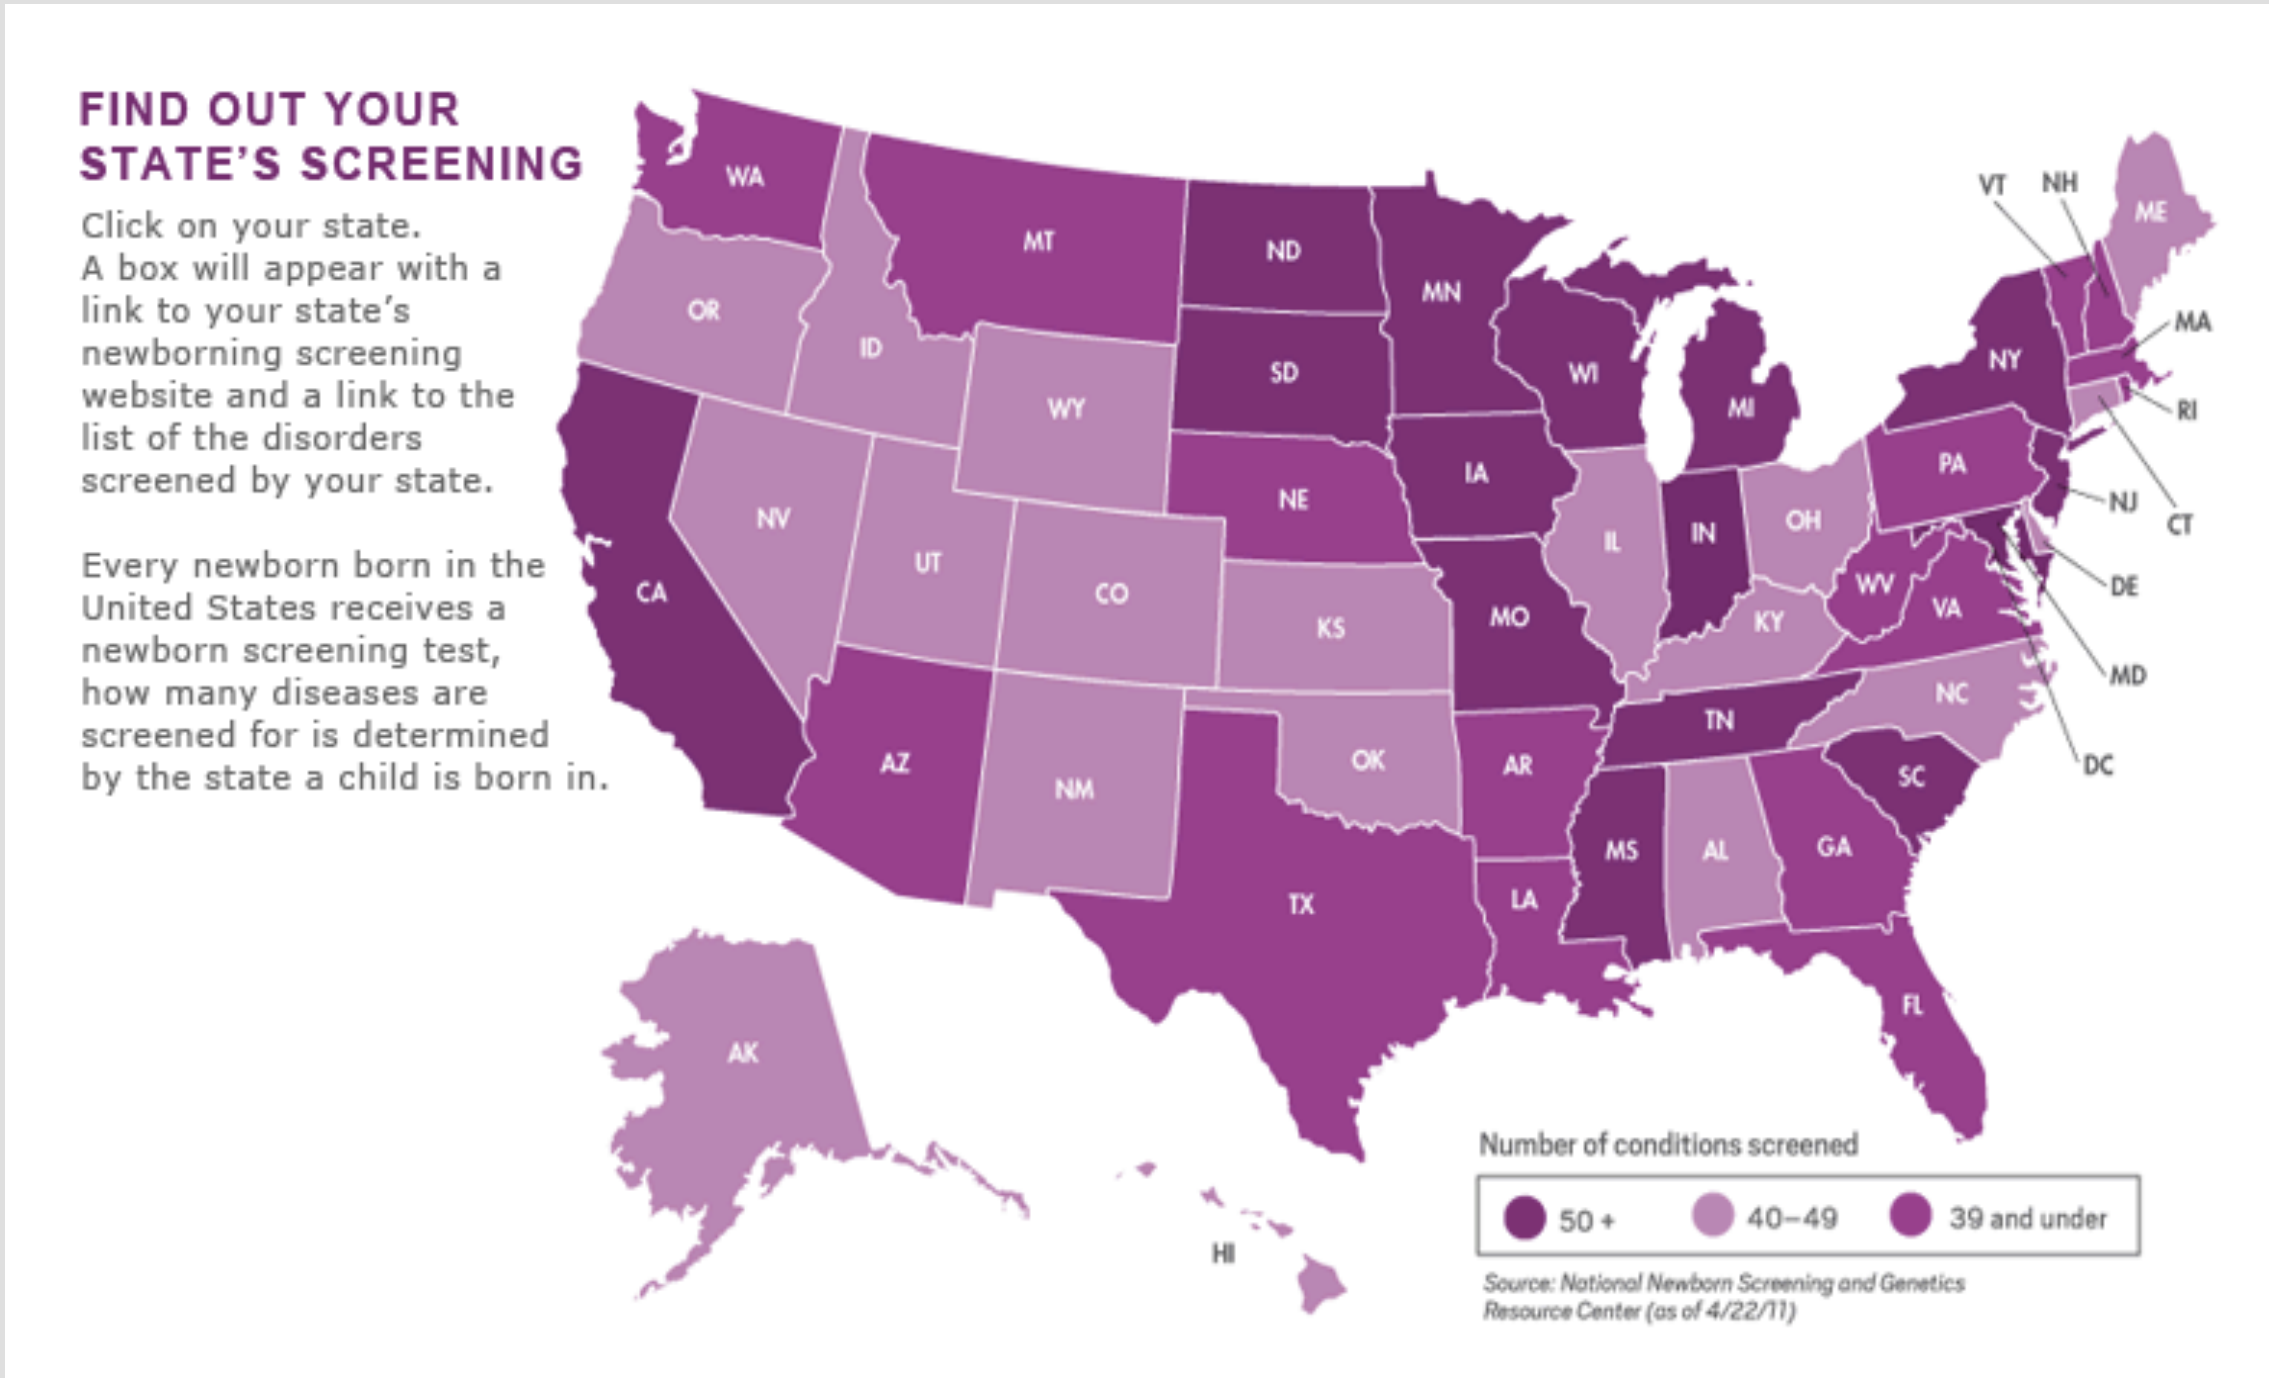 FIND OUT YOUR
STATE'S SCREENING
Click on your state.
A box will appear with a
link to your state's
newborning screening
website and a link to the
list of the disorders
screened by your state.
Every newborn born in the
United States receives a
newborn screening test,
how many diseases are
screened for is determined
by the state a child is born in.
WA
MT
ND
MN
VT
NH
ME
OR
ID
SD
WI
MI
NY
MA
RI
WY
IA
NE
PA
NJ
CT
NV
UT
CO
IL
IN
OH
DE
CA
KS
MO
KY
WV
VA
MD
AZ
NM
OK
AR
TN
NC
DC
SC
TX
LA
MS
AL
GA
FL
AK
HI
Number of conditions screened
50 +
40–49
39 and under
Source: National Newborn Screening and Genetics
Resource Center (as of 4/22/11)